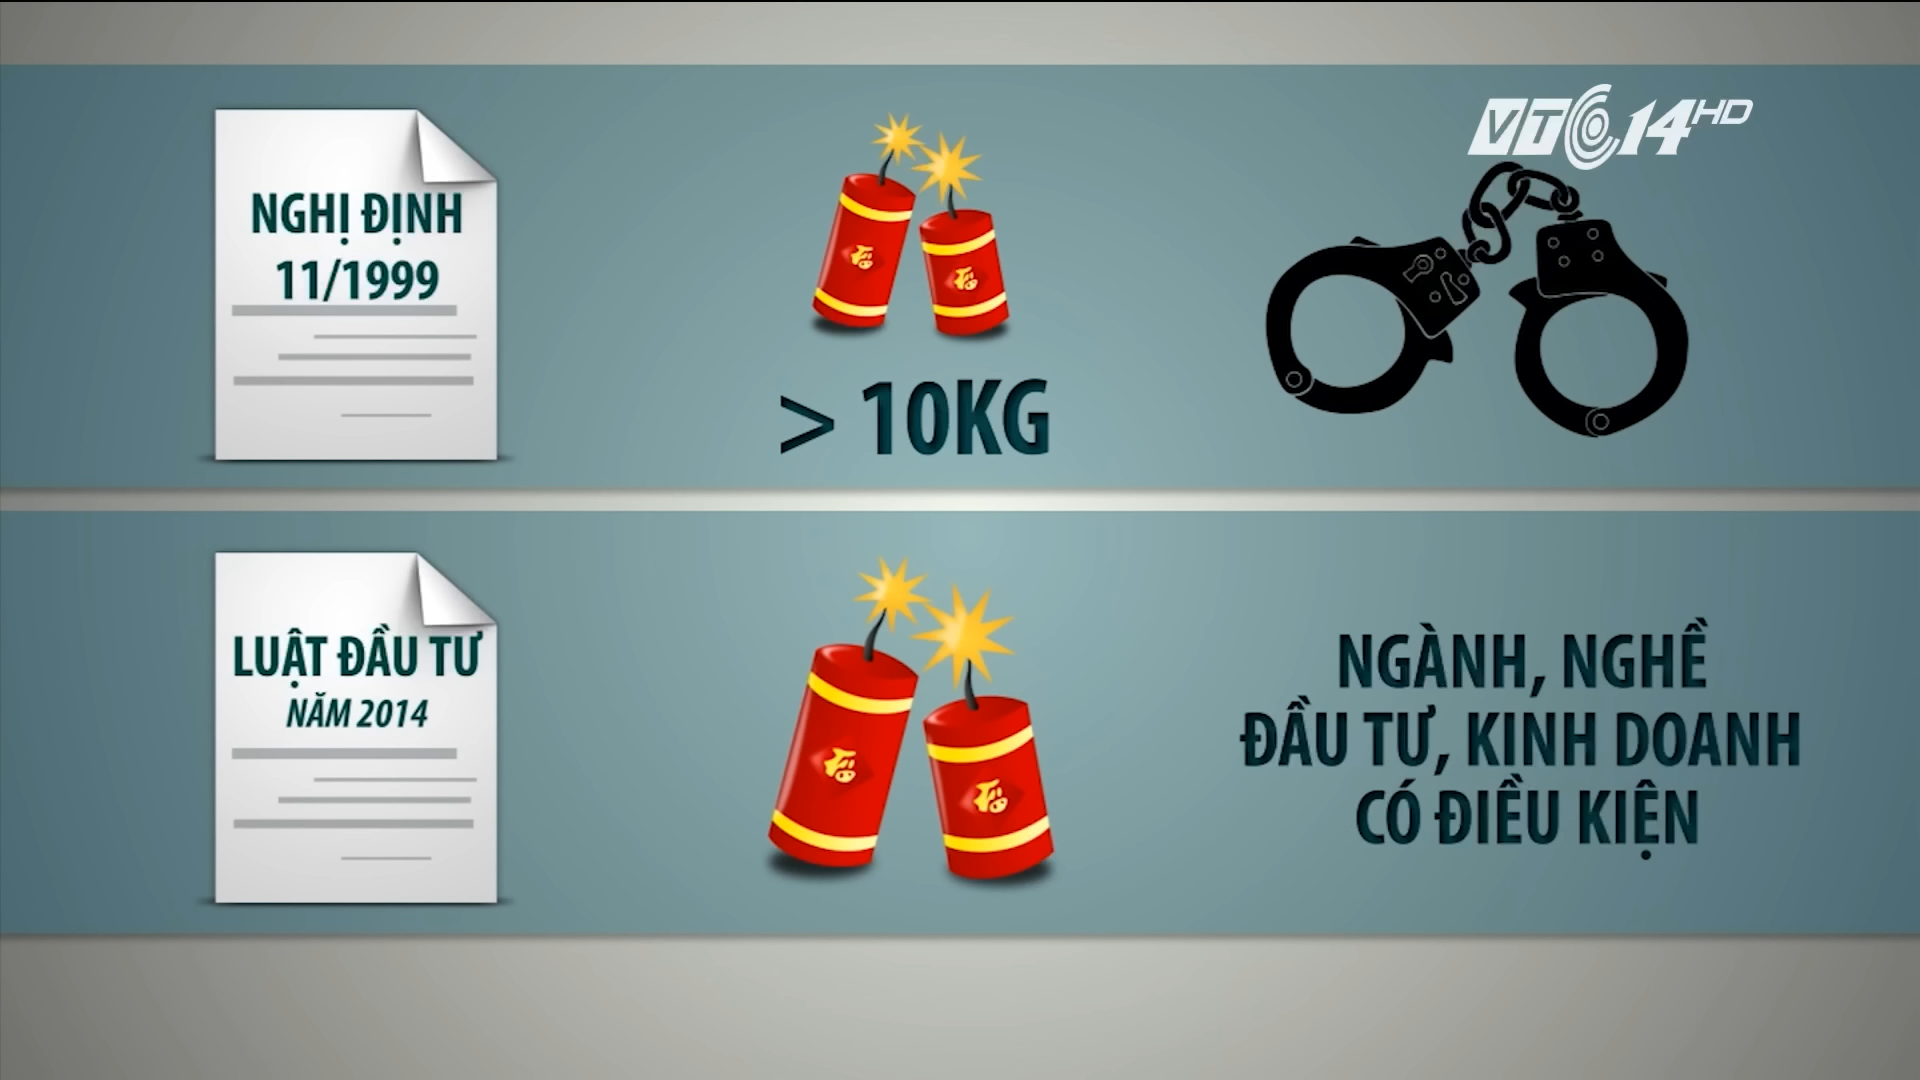 VTC14 HD
NGHỊ ĐỊNH
11/1999
> 10KG
LUẬT ĐẦU TƯ
NĂM 2014
NGÀNH, NGHỀ
ĐẦU TƯ, KINH DOANH
CÓ ĐIỀU KIỆN